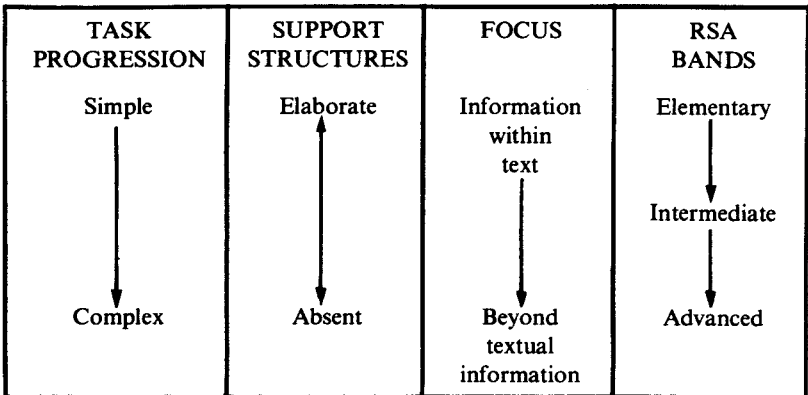 TASK
PROGRESSION
Simple
Complex
SUPPORT
STRUCTURES
Elaborate
Absent
FOCUS
Information
within
text
Beyond
textual
information
RSA
BANDS
Elementary
Intermediate
Advanced